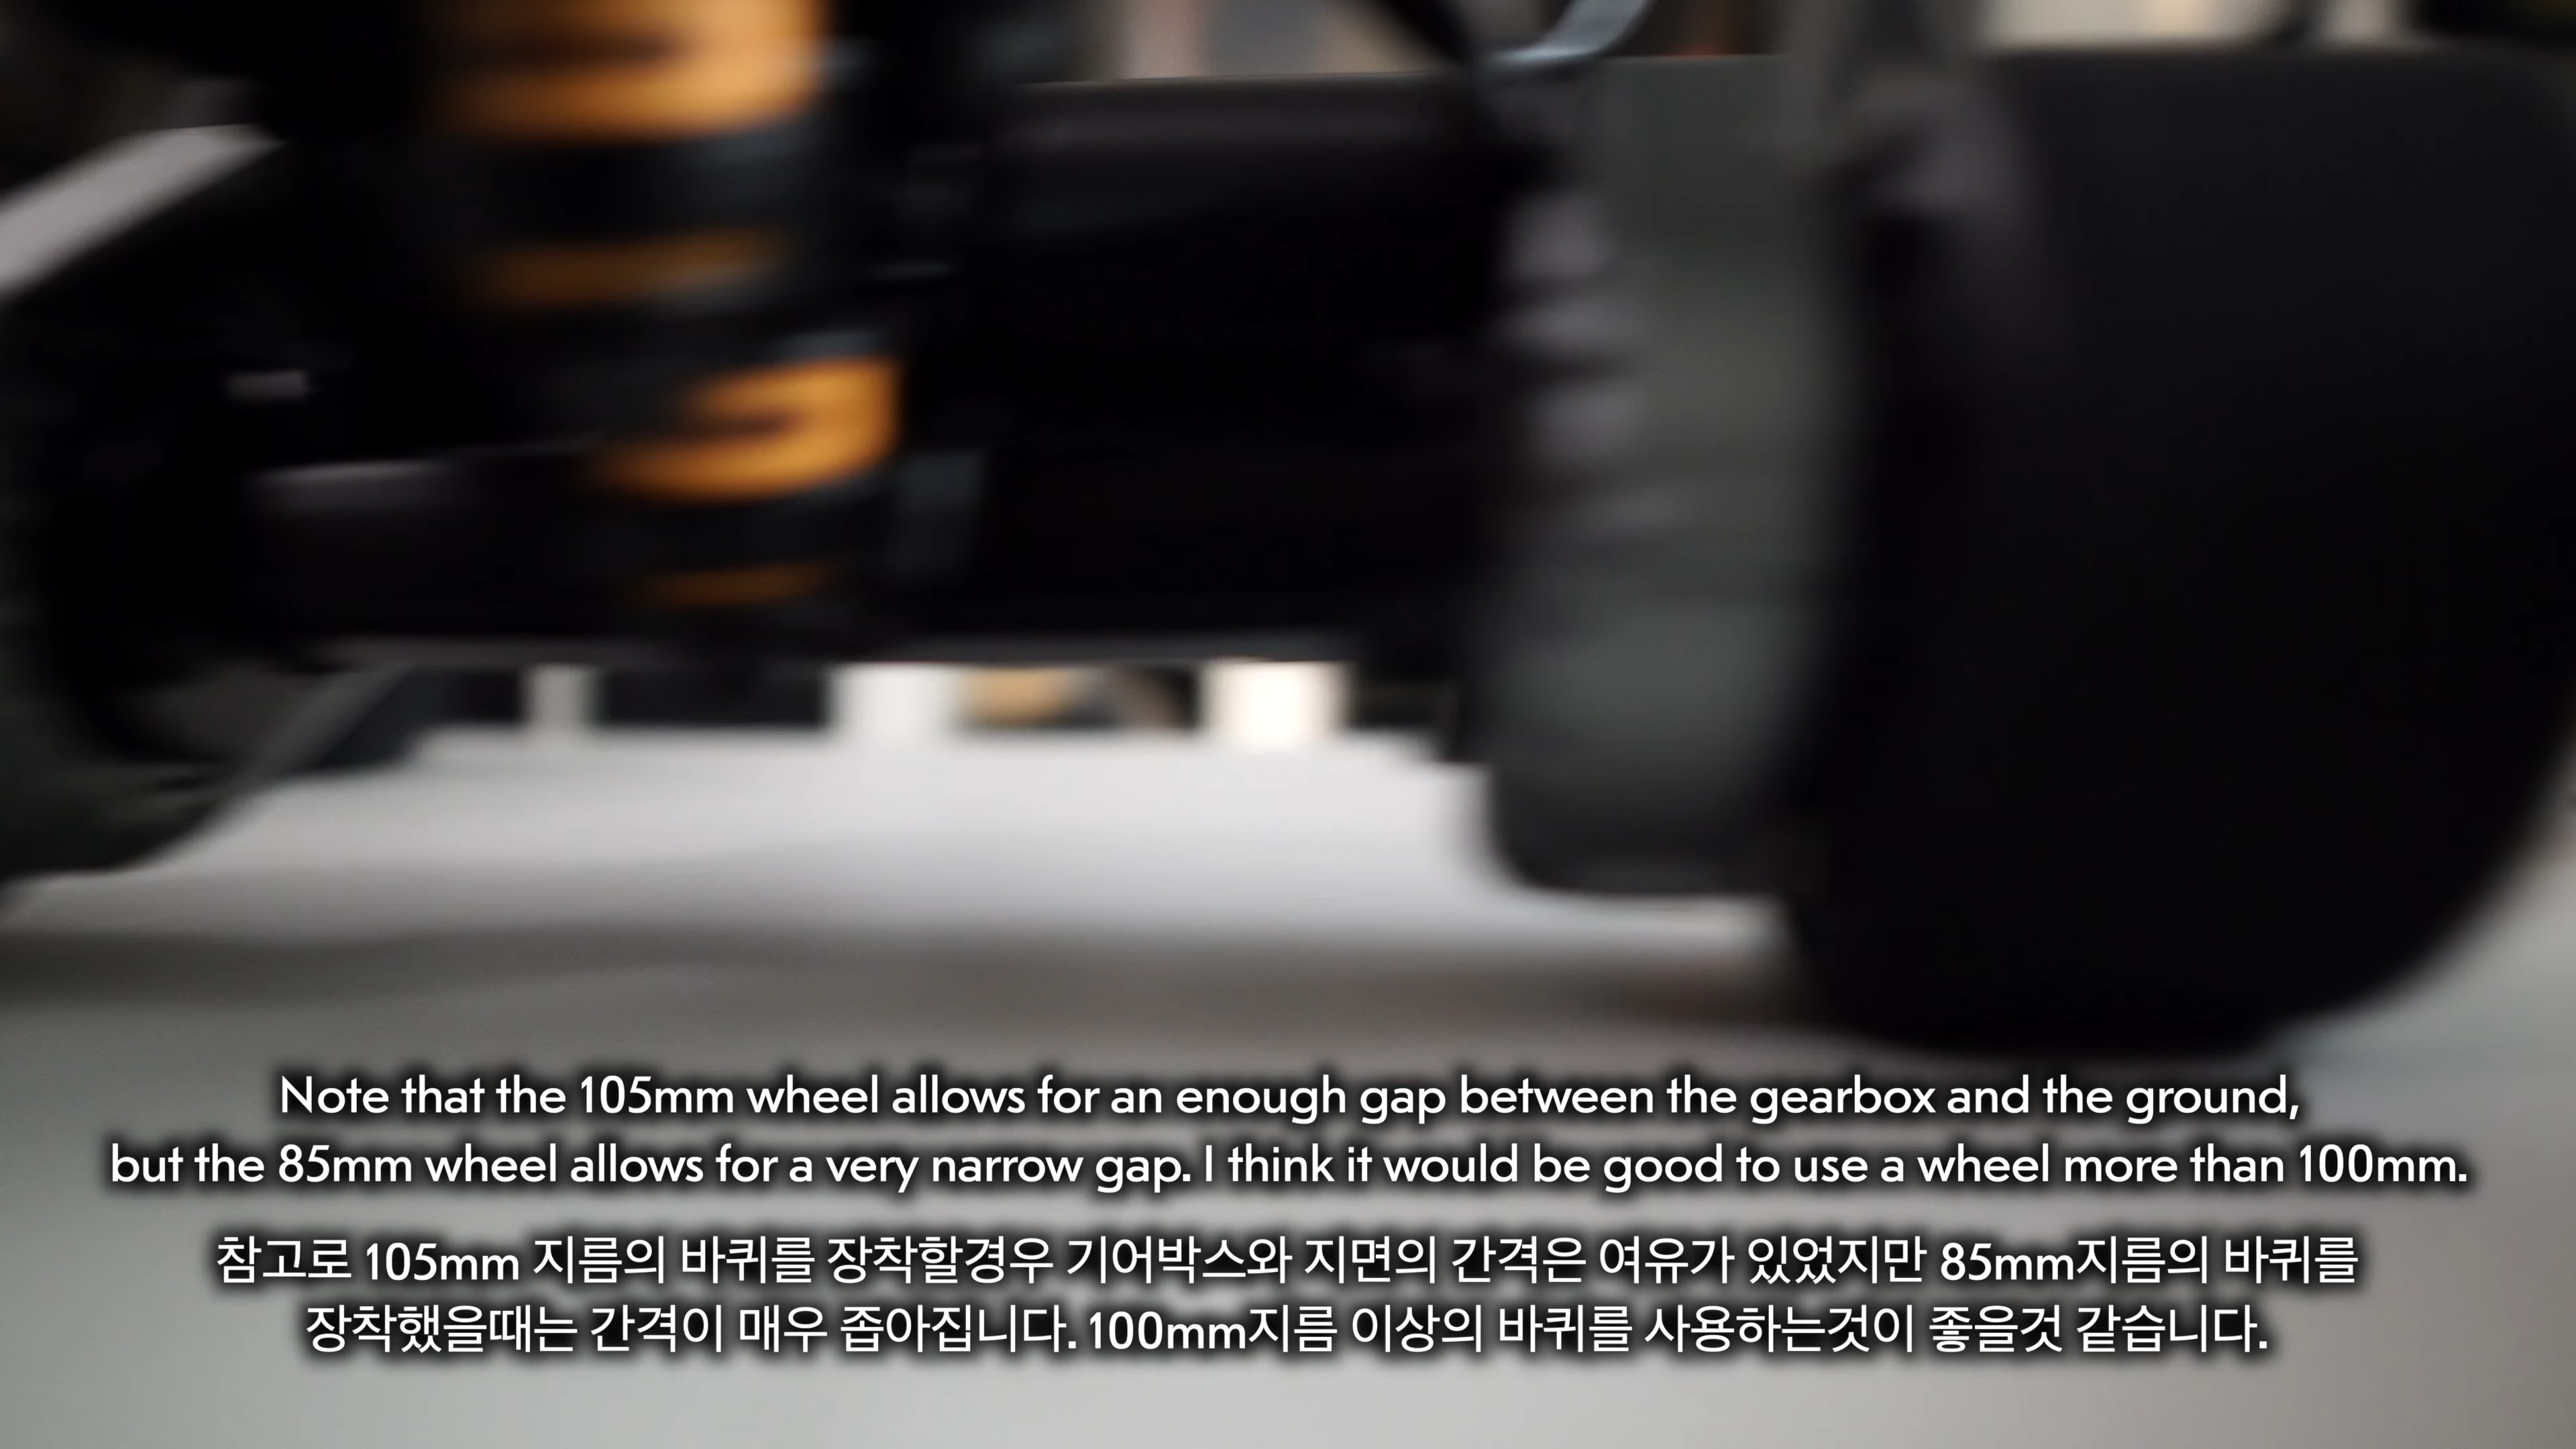 Note that the 105mm wheel allows for an enough gap between the gearbox and the ground,
but the 85mm wheel allows for a very narrow gap. I think it would be good to use a wheel more than 100mm.
참고로 105mm 지름의 바퀴를 장착할경우 기어박스와 지면의 간격은 여유가 있었지만 85mm지름의 바퀴를
장착했을때는 간격이 매우 좁아집니다. 100mm지름 이상의 바퀴를 사용하는것이 좋을것 같습니다.